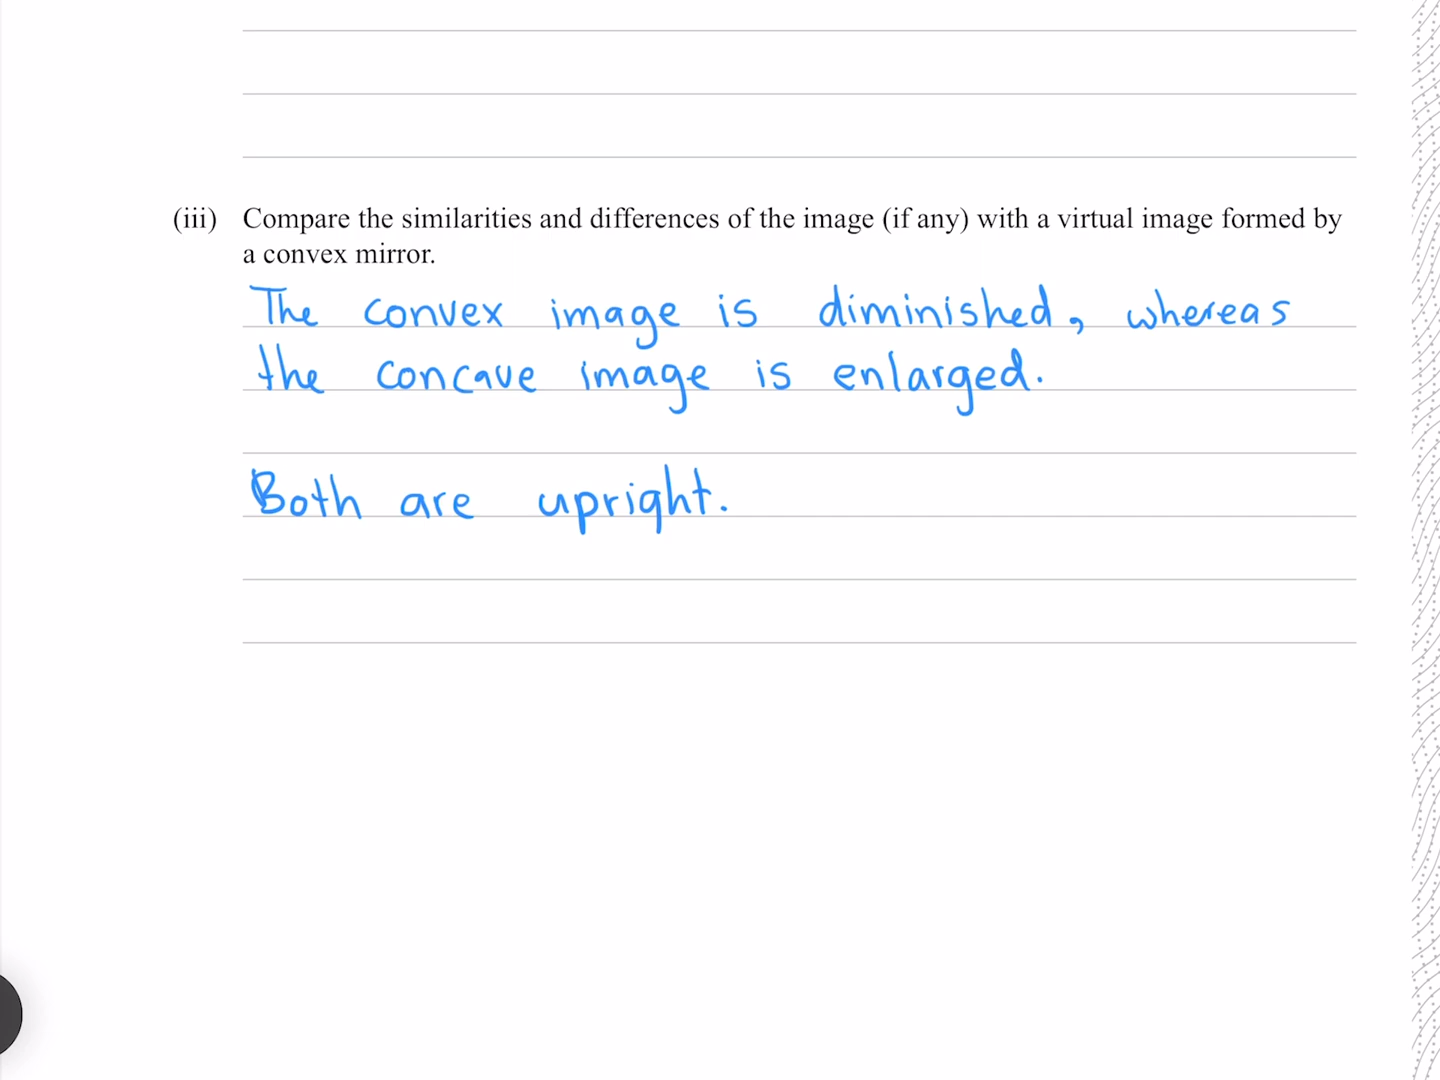 (iii) Compare the similarities and differences of the image (if any) with a virtual image formed by
a convex mirror.
The convex image is diminished, whereas
the concave image is enlarged.
Both are upright.